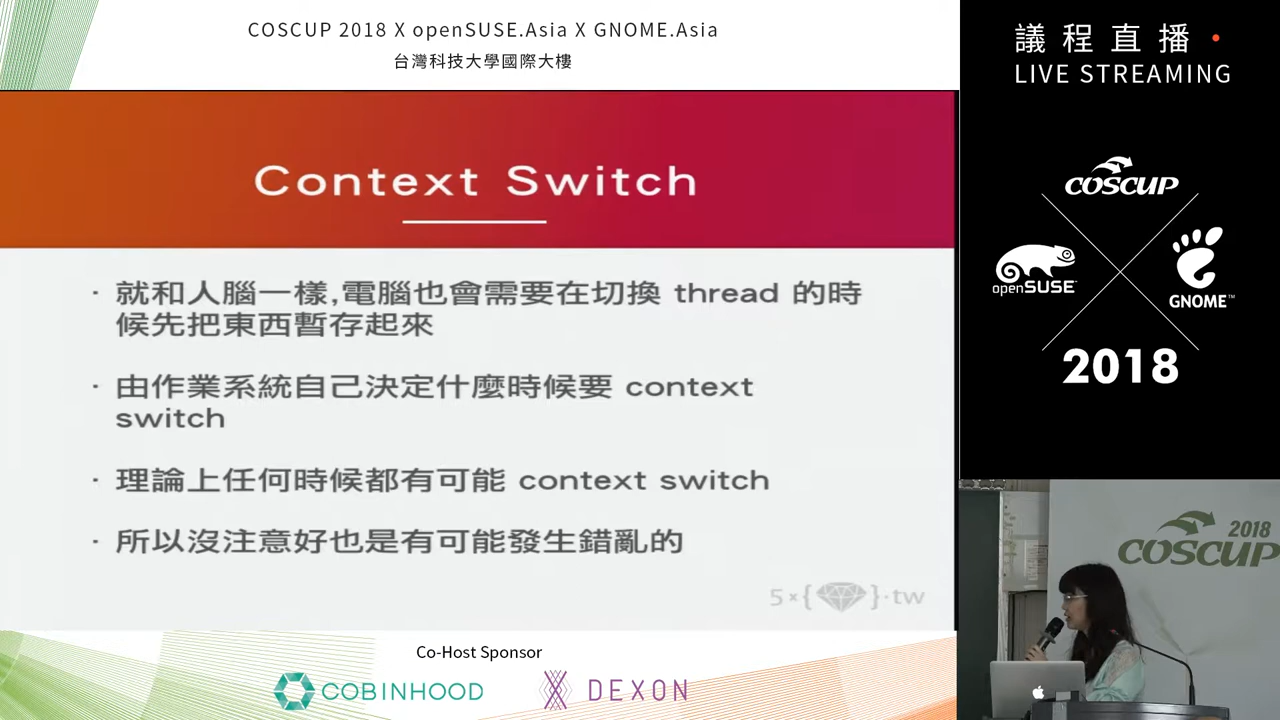 COSCUP 2018 X openSUSE.Asia X GNOME.Asia
台灣科技大學國際大樓
議程直播
LIVE STREAMING
Context Switch
· 就和人腦一樣,電腦也會需要在切換 thread 的時
候先把東西暫存起來
· 由作業系統自己決定什麼時候要 context
switch
· 理論上任何時候都有可能 context switch
· 所以沒注意好也是有可能發生錯亂的
5×{}.tw
COSCUP
openSUSE
GNOME™
2018
2018
COSCUP
Co-Host Sponsor
COBINHOOD
DEXON